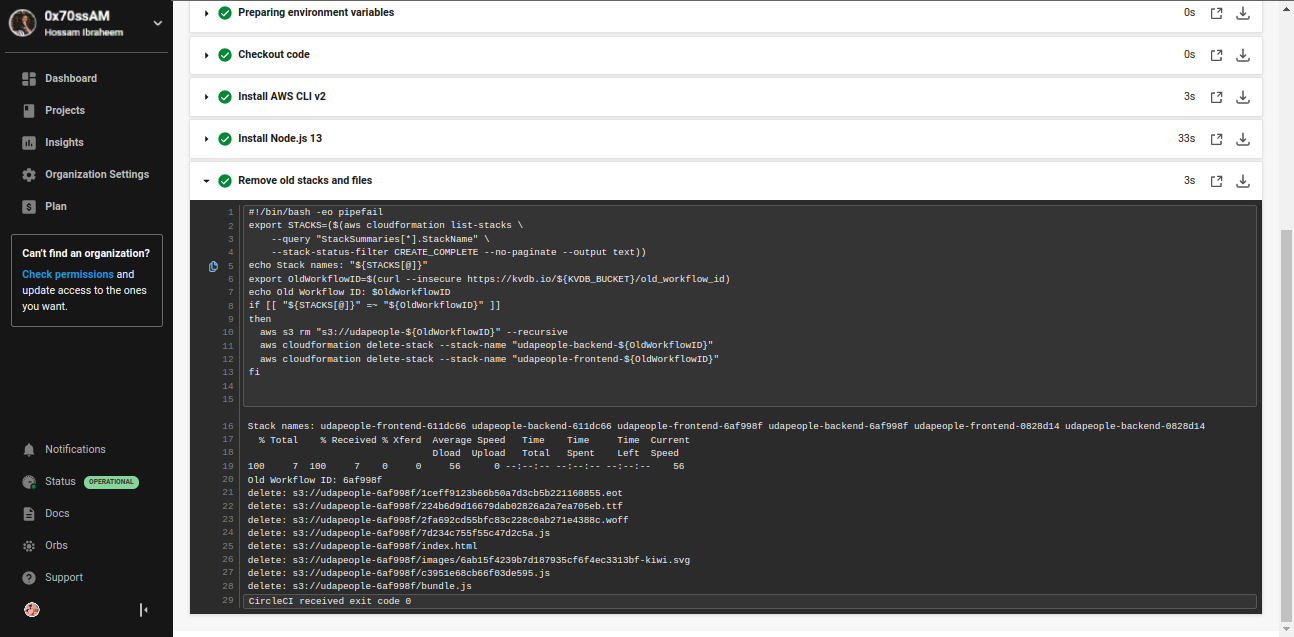 0x70ssAM
Hossam Ibraheem
Dashboard
Projects
Insights
Organization Settings
Plan
Can't find an organization?
Check permissions and
update access to the ones
you want.
Notifications
Status OPERATIONAL
Docs
Orbs
Support
Preparing environment variables 0s
Checkout code 0s
Install AWS CLI v2 3s
Install Node.js 13 33s
Remove old stacks and files 3s
1 #!/bin/bash -eo pipefail
2 export STACKS=($(aws cloudformation list-stacks \
3 --query "StackSummaries[*].StackName" \
4 --stack-status-filter CREATE_COMPLETE --no-paginate --output text))
5 echo Stack names: "${STACKS[@]}"
6 export OldWorkflowID=$(curl --insecure https://kvdb.io/${KVDB_BUCKET}/old_workflow_id)
7 echo Old Workflow ID: $OldWorkflowID
8 if [[ "${STACKS[@]}" =~ "${OldWorkflowID}" ]]
9 then
10 aws s3 rm "s3://udapeople-${OldWorkflowID}" --recursive
11 aws cloudformation delete-stack --stack-name "udapeople-backend-${OldWorkflowID}"
12 aws cloudformation delete-stack --stack-name "udapeople-frontend-${OldWorkflowID}"
13 fi
14
15
16 Stack names: udapeople-frontend-611dc66 udapeople-backend-611dc66 udapeople-frontend-6af998f udapeople-backend-6af998f udapeople-frontend-0828d14 udapeople-backend-0828d14
17 % Total % Received % Xferd Average Speed Time Time Time Current
18 Dload Upload Total Spent Left Speed
19 100 7 100 7 0 0 56 0 --:--:-- --:--:-- --:--:-- 56
20 Old Workflow ID: 6af998f
21 delete: s3://udapeople-6af998f/1ceff9123b66b50a7d3cb5b221160855.eot
22 delete: s3://udapeople-6af998f/224b6d9d16679dab02826a2a7ea705eb.ttf
23 delete: s3://udapeople-6af998f/2fa692cd55bfc83c228c0ab271e4388c.woff
24 delete: s3://udapeople-6af998f/7d234c755f55c47d2c5a.js
25 delete: s3://udapeople-6af998f/index.html
26 delete: s3://udapeople-6af998f/images/6ab15f4239b7d187935cf6f4ec3313bf-kiwi.svg
27 delete: s3://udapeople-6af998f/c3951e68cb66f03de595.js
28 delete: s3://udapeople-6af998f/bundle.js
29 CircleCI received exit code 0